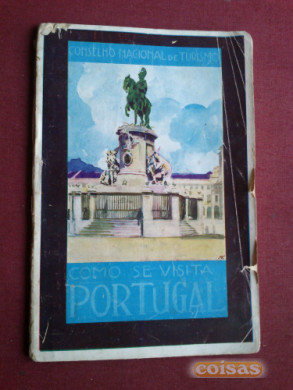 CONSELHO NACIONAL DE TURISMO
COMO SE VISITA
PORTUGAL
coisas